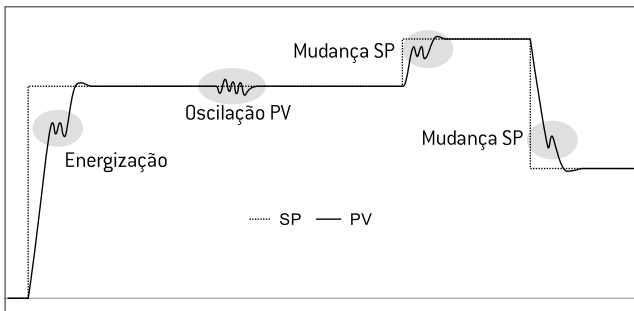 Mudança SP
Oscilação PV
Mudança SP
Energização
SP PV